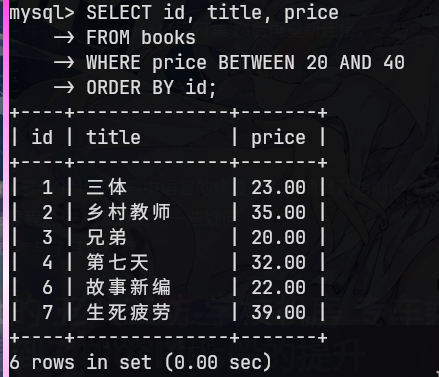 mysql> SELECT id, title, price
    -> FROM books
    -> WHERE price BETWEEN 20 AND 40
    -> ORDER BY id;
+----+--------------+-------+
| id | title        | price |
+----+--------------+-------+
|  1 | 三体         | 23.00 |
|  2 | 乡村教师     | 35.00 |
|  3 | 兄弟         | 20.00 |
|  4 | 第七天       | 32.00 |
|  6 | 故事新编     | 22.00 |
|  7 | 生死疲劳     | 39.00 |
+----+--------------+-------+
6 rows in set (0.00 sec)